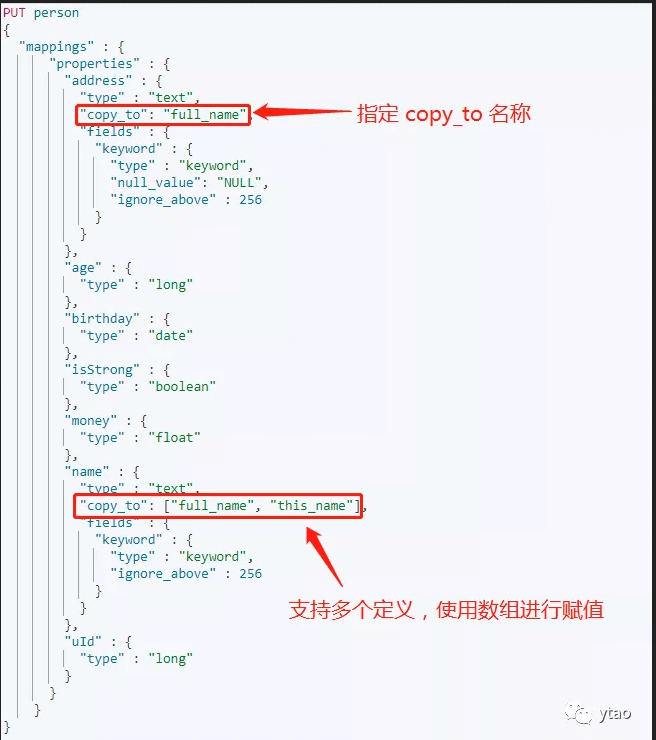 PUT person
{
"mappings" : {
"properties" : {
"address" : {
"type" : "text",
"copy_to": "full_name", 指定 copy_to 名称
"fields" : {
"keyword" : {
"type" : "keyword",
"null_value": "NULL",
"ignore_above" : 256
}
}
},
"age" : {
"type" : "long"
},
"birthday" : {
"type" : "date"
},
"isStrong" : {
"type" : "boolean"
},
"money" : {
"type" : "float"
},
"name" : {
"type" : "text",
"copy_to": ["full_name", "this_name"],
"fields" : {
"keyword" : {
"type" : "keyword",
"ignore_above" : 256
}
}
支持多个定义，使用数组进行赋值
},
"uId" : {
"type" : "long"
}
}
}
}
ytao